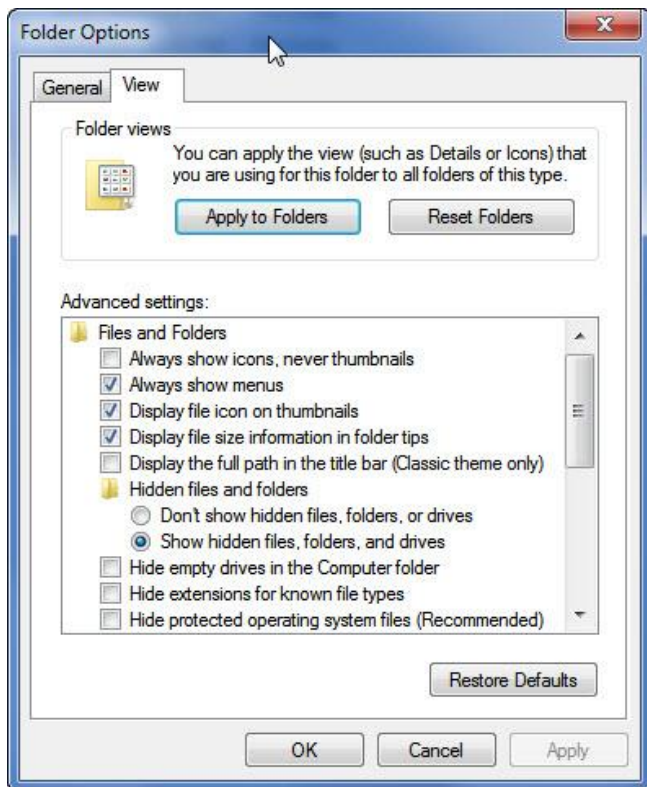 Folder Options
General View
Folder views
You can apply the view (such as Details or Icons) that
you are using for this folder to all folders of this type.
Apply to Folders Reset Folders
Advanced settings:
Files and Folders
Always show icons, never thumbnails
Always show menus
Display file icon on thumbnails
Display file size information in folder tips
Display the full path in the title bar (Classic theme only)
Hidden files and folders
Don't show hidden files, folders, or drives
Show hidden files, folders, and drives
Hide empty drives in the Computer folder
Hide extensions for known file types
Hide protected operating system files (Recommended)
Restore Defaults
OK Cancel Apply